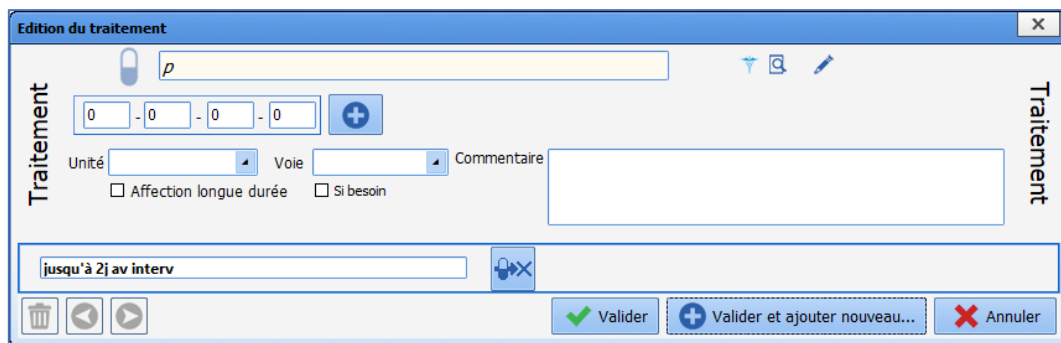 Edition du traitement
Traitement
p
0 - 0 - 0 - 0
Unité Voie Commentaire
Affection longue durée Si besoin
Traitement
jusqu'à 2j av interv
Valider Valider et ajouter nouveau... Annuler